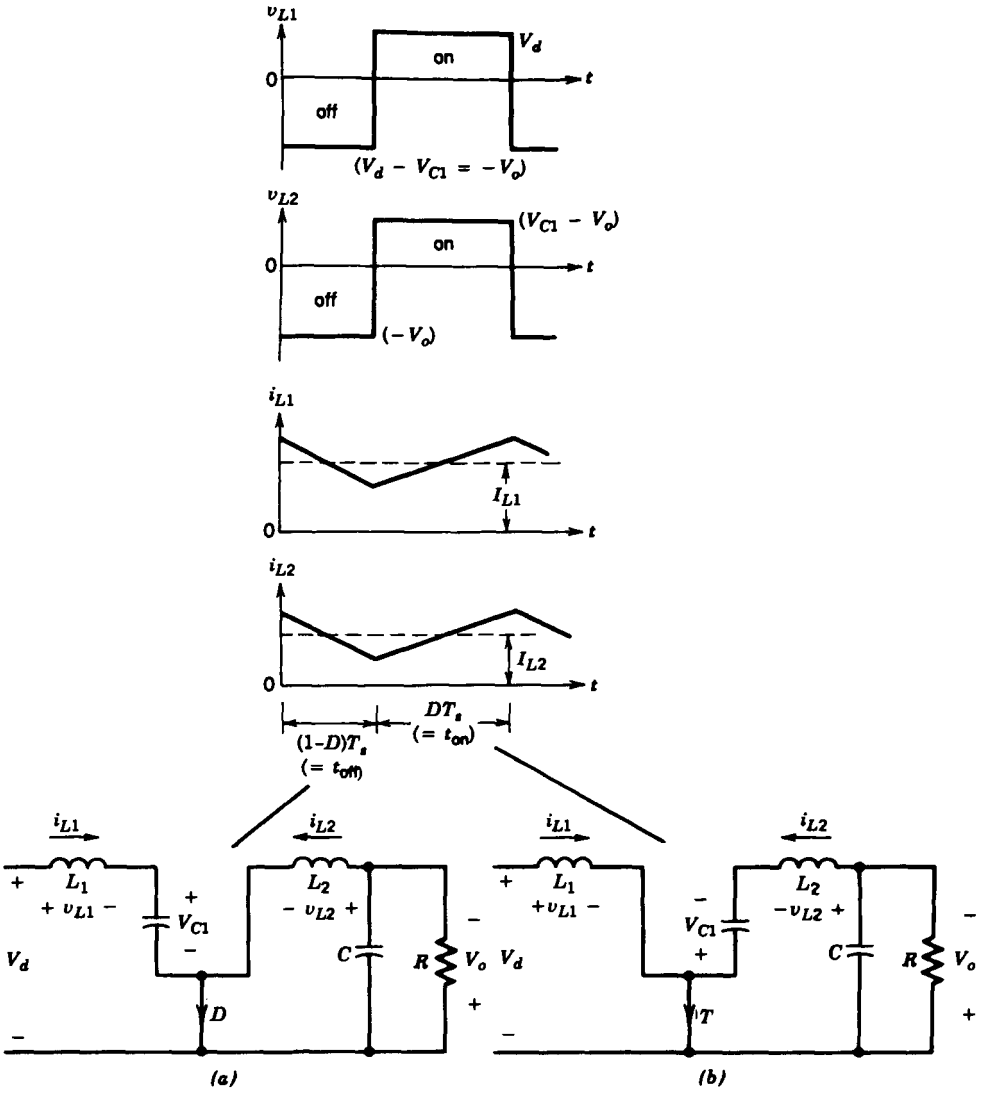 v_L1
V_d
on
0
t
off
(V_d − V_C1 = −V_o)
v_L2
(V_C1 − V_o)
on
0
t
off
(−V_o)
i_L1
I_L1
0
t
i_L2
I_L2
0
t
DT_s
(= t_on)
(1-D)T_s
(= t_off)
i_L1
i_L2
+
L_1
+ v_L1 −
+
V_C1
−
L_2
− v_L2 +
−
V_d
C
R
V_o
+
D
−
(a)
i_L1
i_L2
+
L_1
+v_L1 −
−
V_C1
+
L_2
−v_L2 +
−
V_d
C
R
V_o
+
T
−
(b)